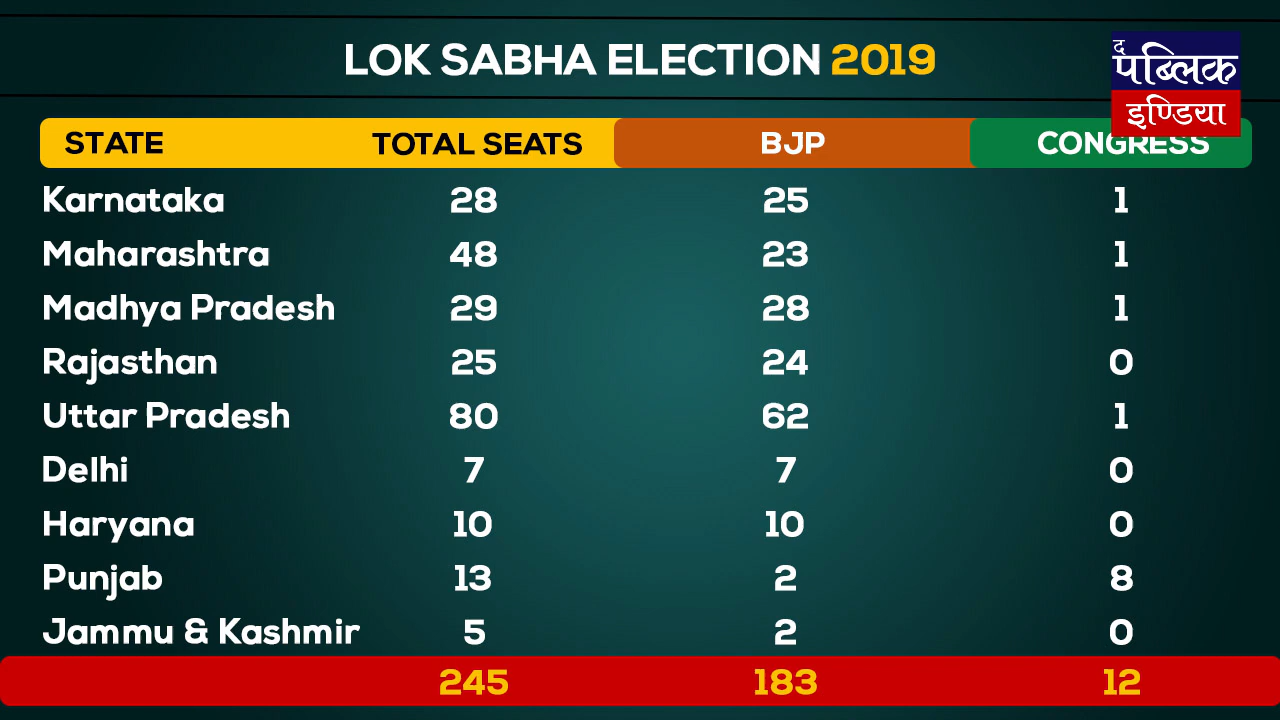 LOK SABHA ELECTION 2019
द
पब्लिक
इण्डिया
STATE TOTAL SEATS BJP CONGRESS
Karnataka 28 25 1
Maharashtra 48 23 1
Madhya Pradesh 29 28 1
Rajasthan 25 24 0
Uttar Pradesh 80 62 1
Delhi 7 7 0
Haryana 10 10 0
Punjab 13 2 8
Jammu & Kashmir 5 2 0
245 183 12